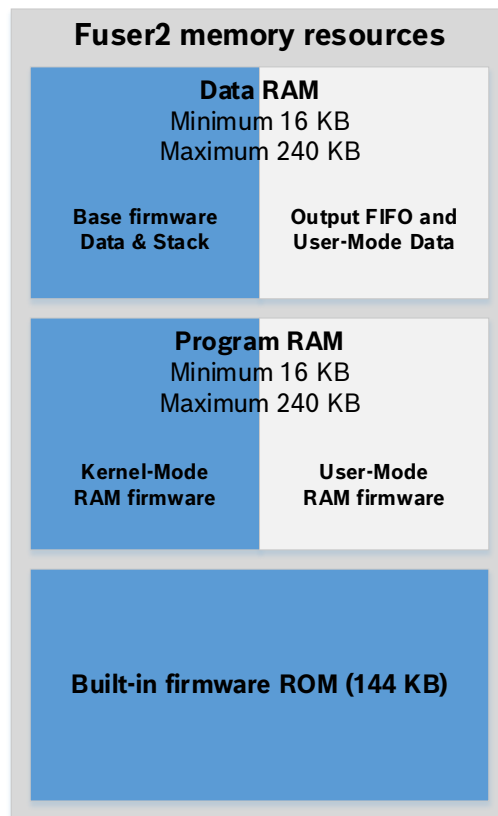 Fuser2 memory resources
Data RAM
Minimum 16 KB
Maximum 240 KB
Base firmware
Data & Stack
Output FIFO and
User-Mode Data
Program RAM
Minimum 16 KB
Maximum 240 KB
Kernel-Mode
RAM firmware
User-Mode
RAM firmware
Built-in firmware ROM (144 KB)